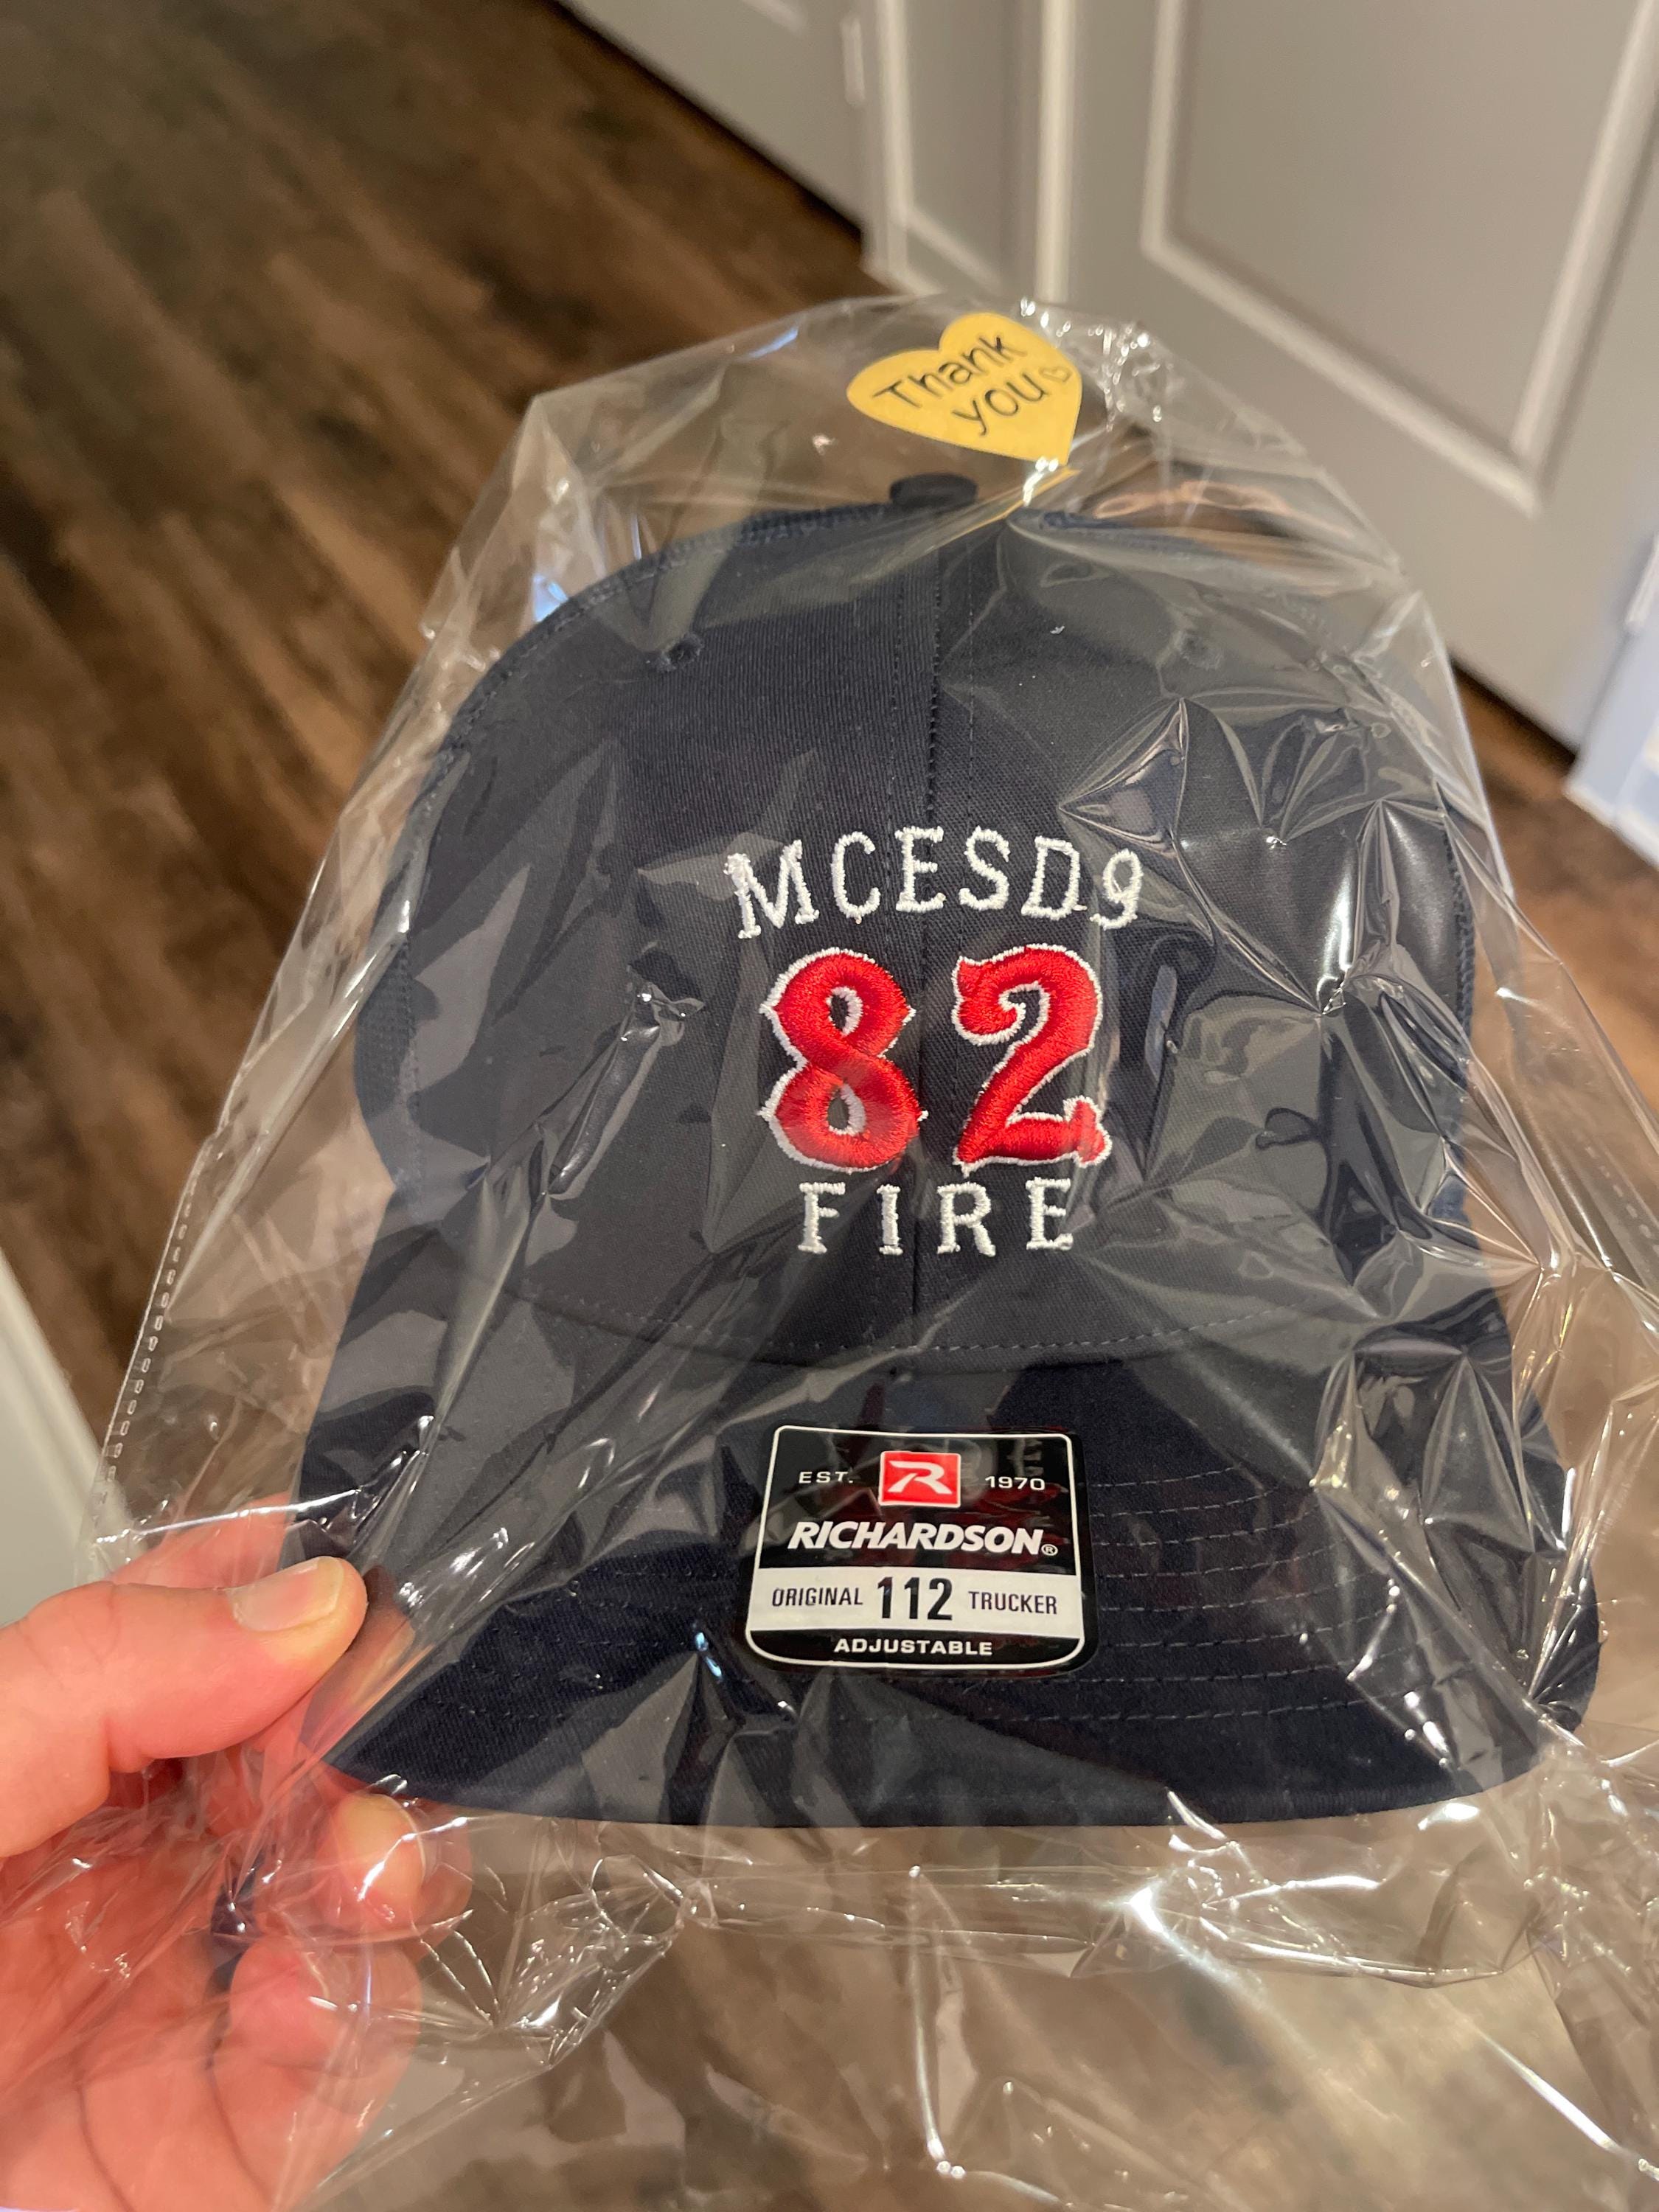 Thank
you
MCESD9
82
FIRE
EST. R 1970
RICHARDSON®
ORIGINAL 112 TRUCKER
ADJUSTABLE